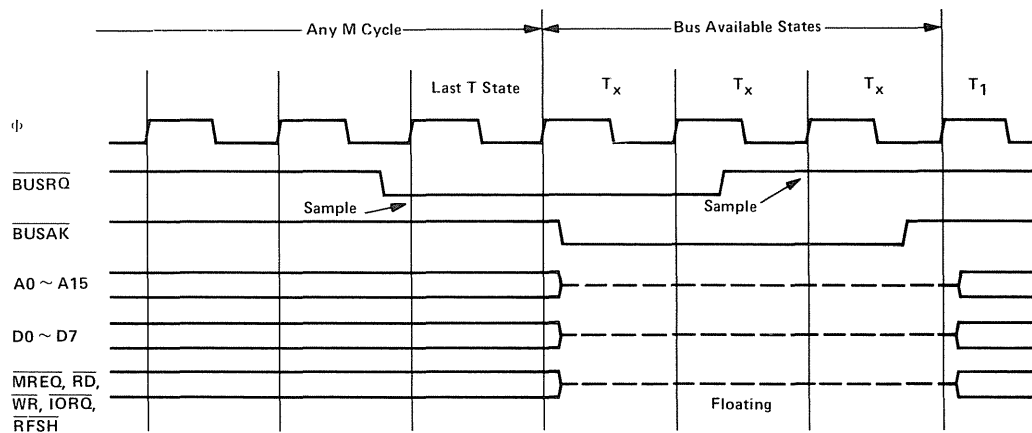 Any M Cycle
Bus Available States
Last T State
Tx
Tx
Tx
T1
Φ
BUSRQ
Sample
Sample
BUSAK
A0 ~ A15
D0 ~ D7
MREQ, RD,
WR, IORQ,
RFSH
Floating